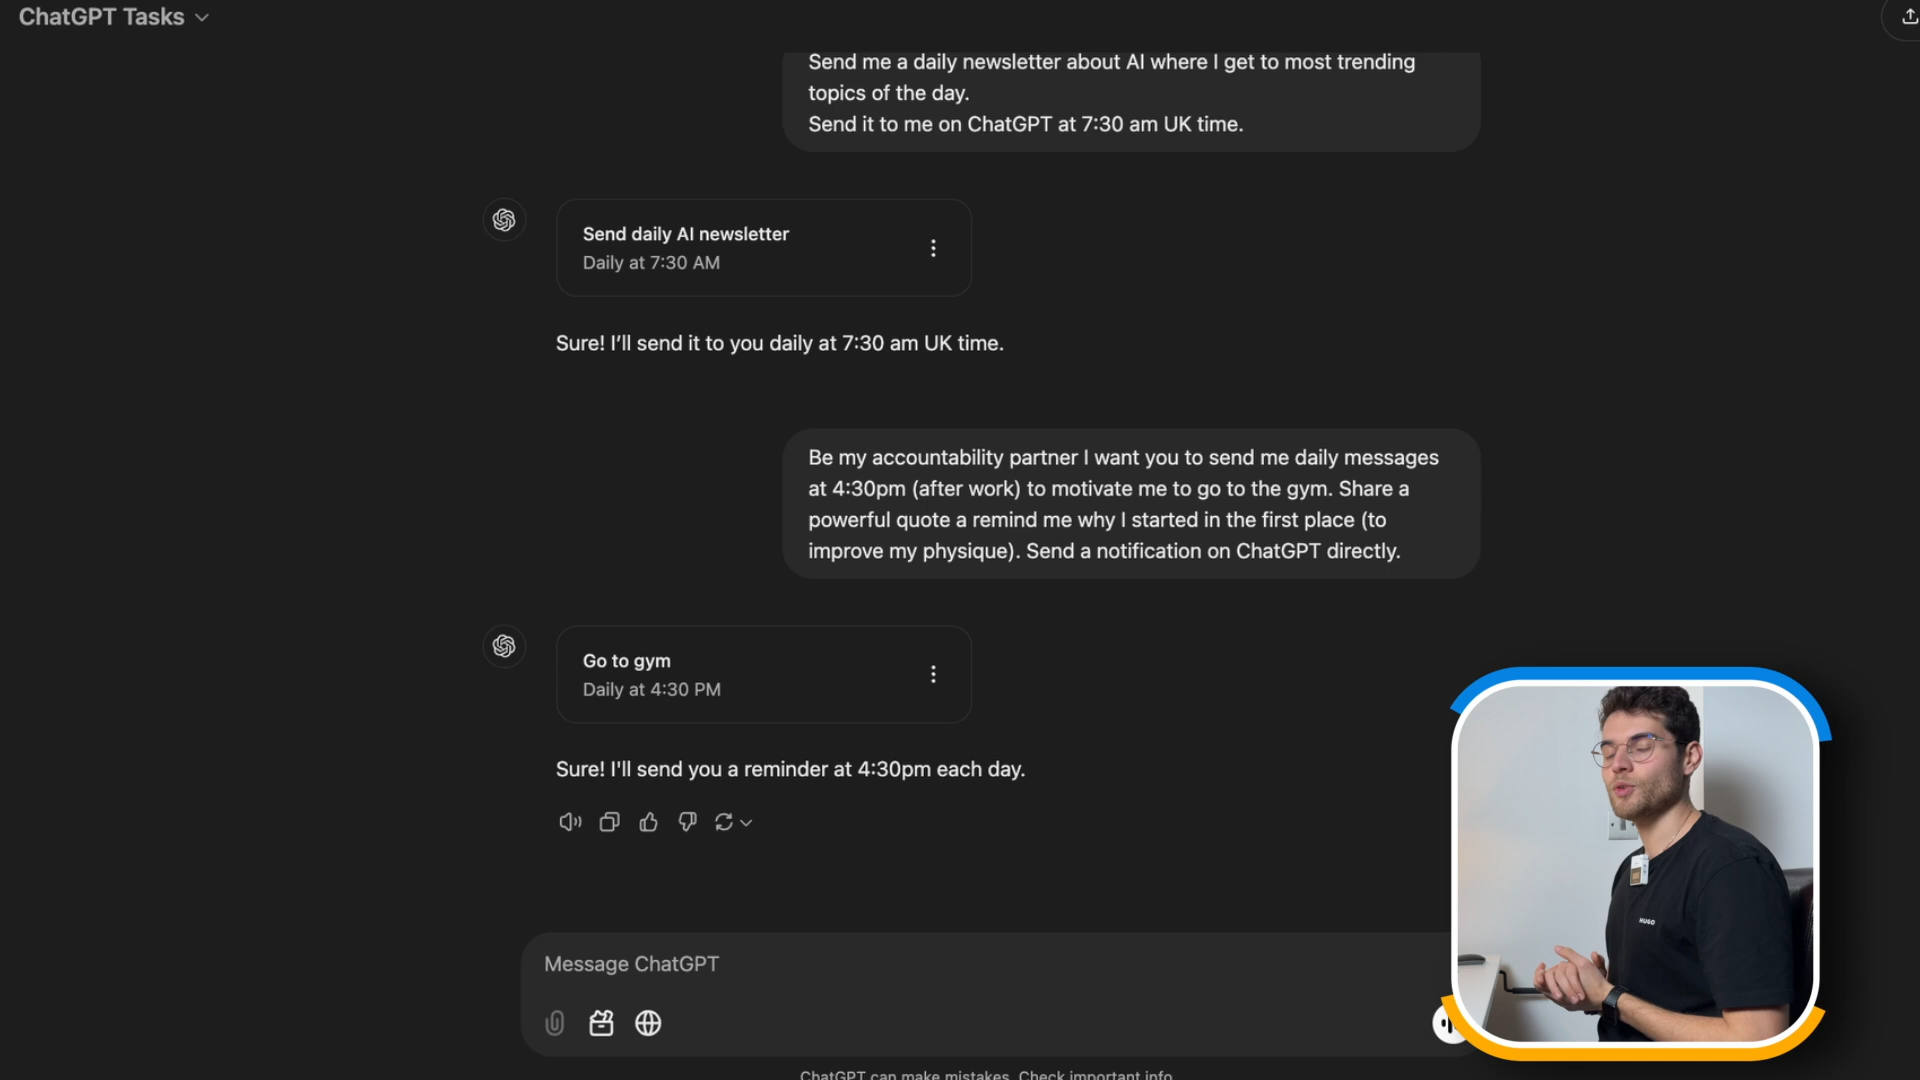 ChatGPT Tasks
Send me a daily newsletter about AI where I get to most trending
topics of the day.
Send it to me on ChatGPT at 7:30 am UK time.
Send daily AI newsletter
Daily at 7:30 AM
Sure! I’ll send it to you daily at 7:30 am UK time.
Be my accountability partner I want you to send me daily messages
at 4:30pm (after work) to motivate me to go to the gym. Share a
powerful quote a remind me why I started in the first place (to
improve my physique). Send a notification on ChatGPT directly.
Go to gym
Daily at 4:30 PM
Sure! I'll send you a reminder at 4:30pm each day.
HUGO
Message ChatGPT
ChatGPT can make mistakes. Check important info.